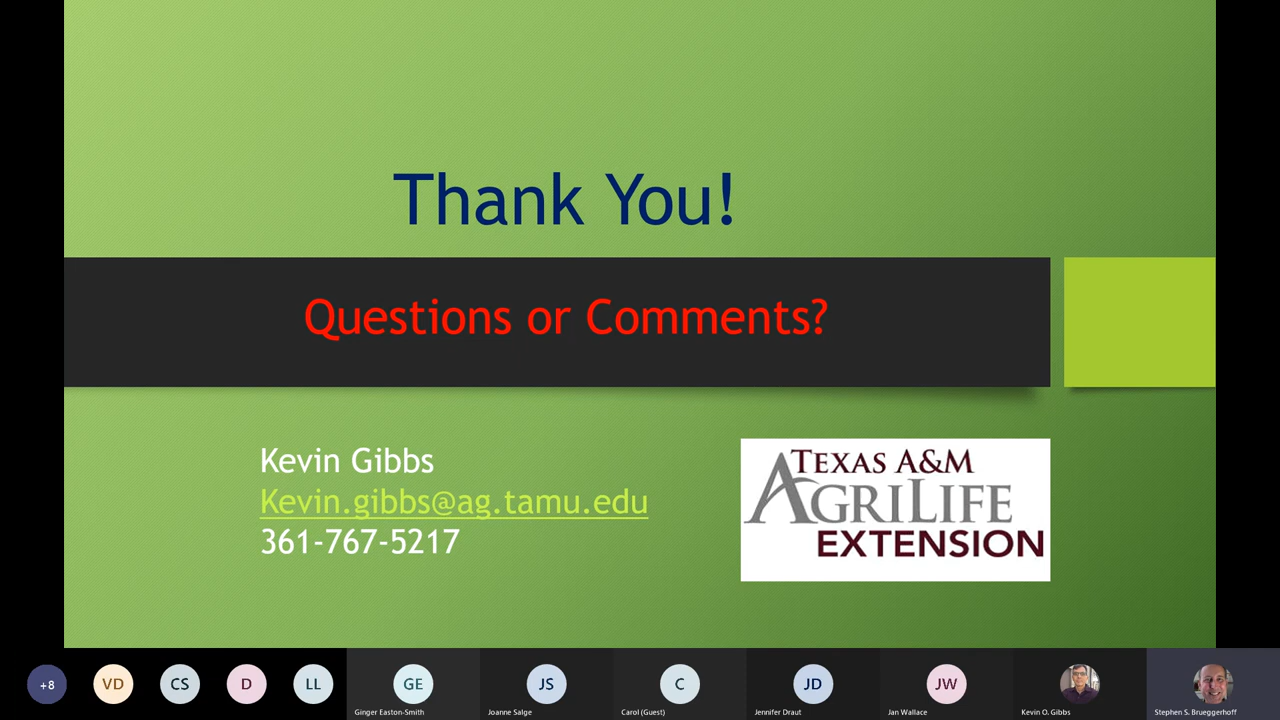 Thank You!
Questions or Comments?
Kevin Gibbs
Kevin.gibbs@ag.tamu.edu
361-767-5217
TEXAS A&M
AGRILIFE
EXTENSION
+8
VD
CS
D
LL
GE
JS
C
JD
JW
Ginger Easton-Smith
Joanne Salge
Carol (Guest)
Jennifer Draut
Jan Wallace
Kevin O. Gibbs
Stephen S. Brueggerhoff